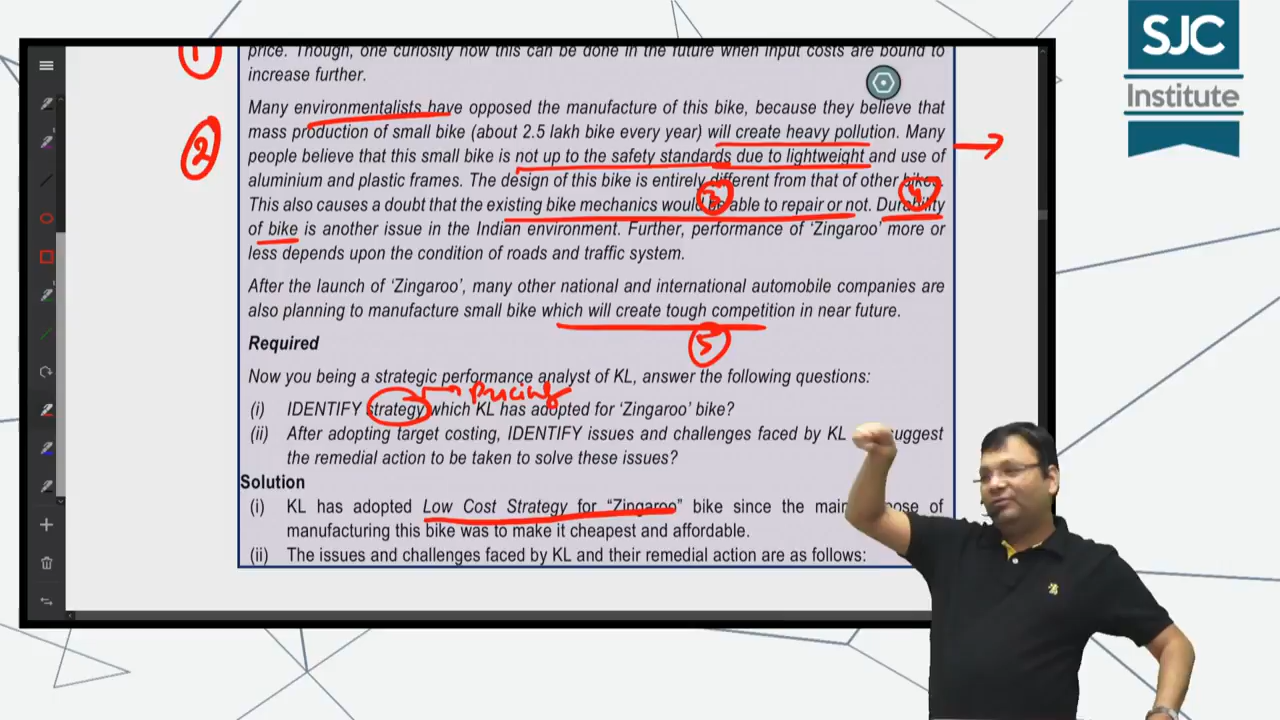 SJC
Institute
price. Though, one curiosity how this can be done in the future when input costs are bound to
increase further.
1
Many environmentalists have opposed the manufacture of this bike, because they believe that
mass production of small bike (about 2.5 lakh bike every year) will create heavy pollution. Many
2
people believe that this small bike is not up to the safety standards due to lightweight and use of
aluminium and plastic frames. The design of this bike is entirely different from that of other bikes.
3
This also causes a doubt that the existing bike mechanics would be able to repair or not. Durability
of bike is another issue in the Indian environment. Further, performance of ‘Zingaroo’ more or
less depends upon the condition of roads and traffic system.
After the launch of ‘Zingaroo’, many other national and international automobile companies are
also planning to manufacture small bike which will create tough competition in near future.
5
Required
Now you being a strategic performance analyst of KL, answer the following questions:
Pricing
(i) IDENTIFY strategy which KL has adopted for ‘Zingaroo’ bike?
(ii) After adopting target costing, IDENTIFY issues and challenges faced by KL suggest
the remedial action to be taken to solve these issues?
Solution
(i) KL has adopted Low Cost Strategy for “Zingaroo” bike since the main of
manufacturing this bike was to make it cheapest and affordable.
(ii) The issues and challenges faced by KL and their remedial action are as follows: